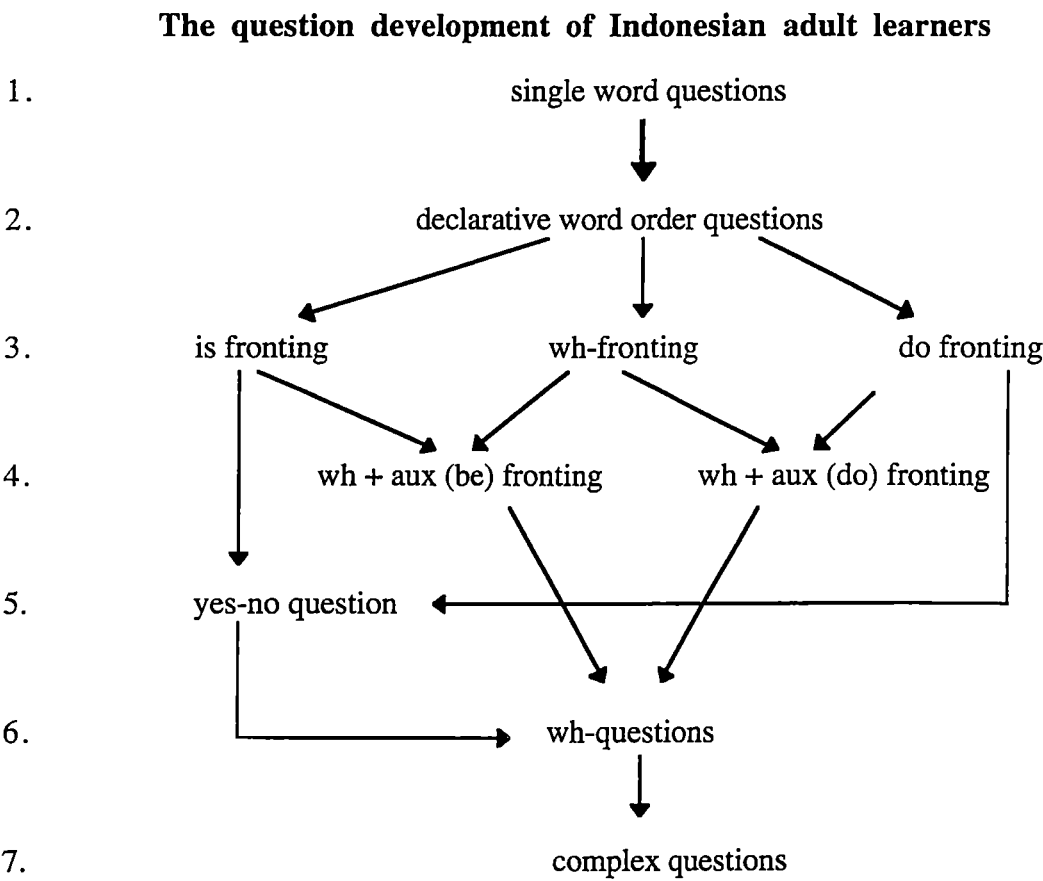 The question development of Indonesian adult learners
1. single word questions
2. declarative word order questions
3. is fronting wh-fronting do fronting
4. wh + aux (be) fronting wh + aux (do) fronting
5. yes-no question
6. wh-questions
7. complex questions